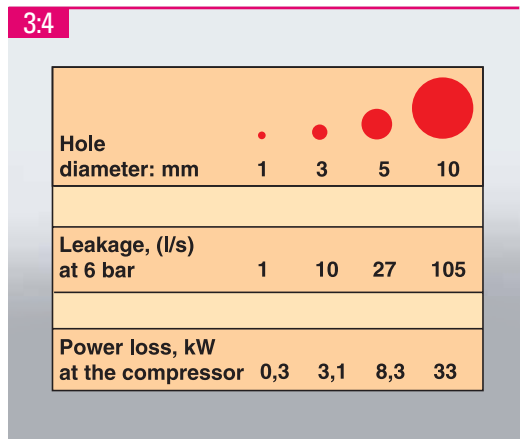 3:4
Hole
diameter: mm 1 3 5 10
Leakage, (l/s)
at 6 bar 1 10 27 105
Power loss, kW
at the compressor 0,3 3,1 8,3 33